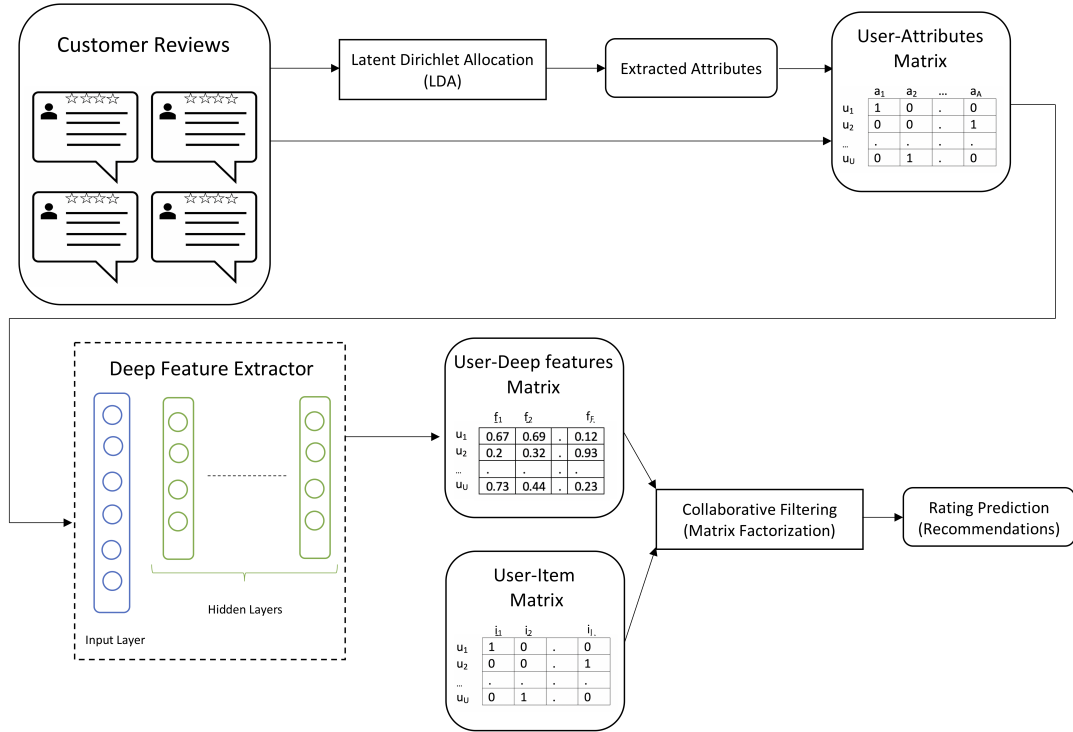 Customer Reviews
Latent Dirichlet Allocation
(LDA)
Extracted Attributes
User-Attributes
Matrix
a1 a2 ... aA
u1 1 0 . 0
u2 0 0 . 1
... . . . .
uU 0 1 . 0
Deep Feature Extractor
Input Layer
Hidden Layers
User-Deep features
Matrix
f1 f2 fF.
u1 0.67 0.69 . 0.12
u2 0.2 0.32 . 0.93
... . . . .
uU 0.73 0.44 . 0.23
User-Item
Matrix
i1 i2 iI.
u1 1 0 . 0
u2 0 0 . 1
... . . . .
uU 0 1 . 0
Collaborative Filtering
(Matrix Factorization)
Rating Prediction
(Recommendations)